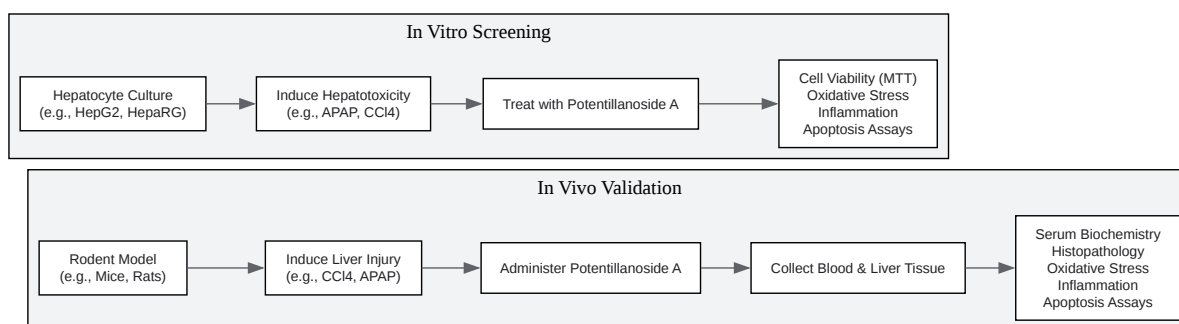 In Vitro Screening
Hepatocyte Culture
(e.g., HepG2, HepaRG)
Induce Hepatotoxicity
(e.g., APAP, CCl4)
Treat with Potentillanoside A
Cell Viability (MTT)
Oxidative Stress
Inflammation
Apoptosis Assays
In Vivo Validation
Rodent Model
(e.g., Mice, Rats)
Induce Liver Injury
(e.g., CCl4, APAP)
Administer Potentillanoside A
Collect Blood & Liver Tissue
Serum Biochemistry
Histopathology
Oxidative Stress
Inflammation
Apoptosis Assays